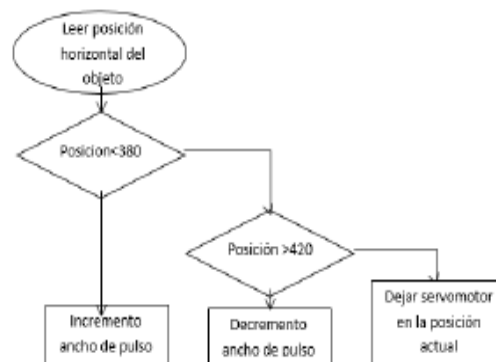 Leer posición
horizontal del
objeto
Posicion<380
Posición >420
Incremento
ancho de pulso
Decremento
ancho de pulso
Dejar servomotor
en la posición
actual